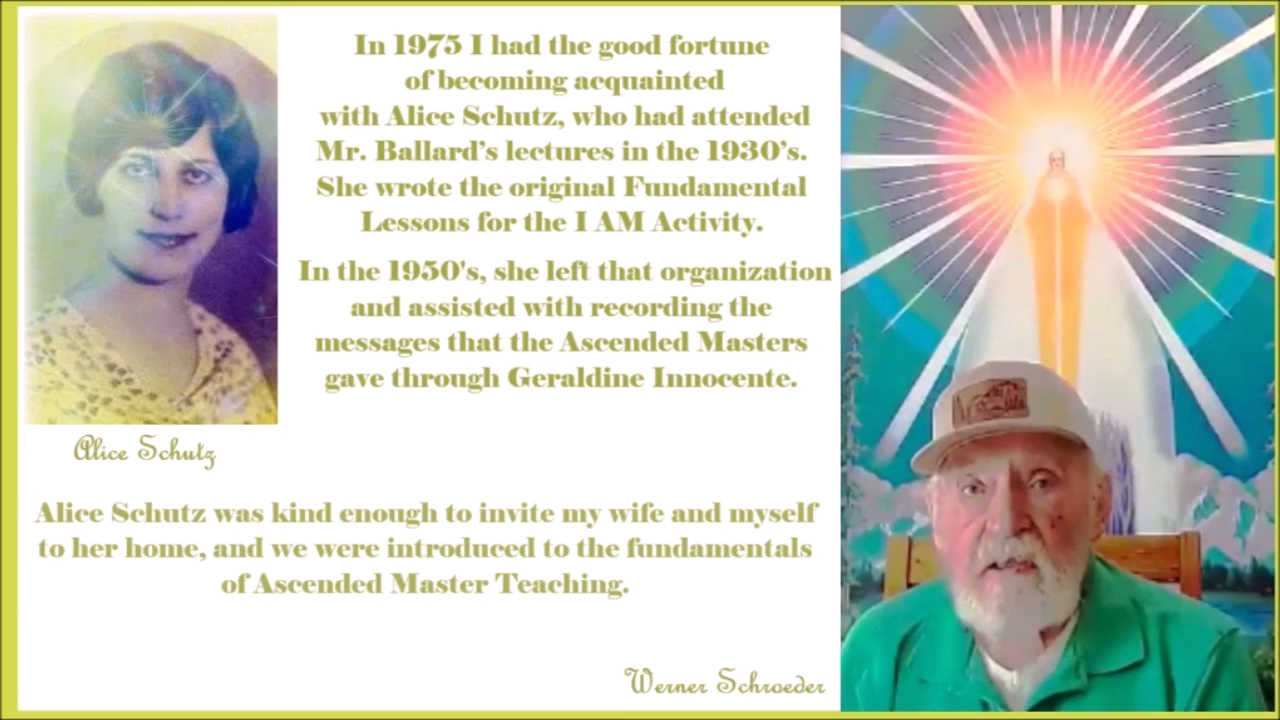 In 1975 I had the good fortune
of becoming acquainted
with Alice Schutz, who had attended
Mr. Ballard's lectures in the 1930's.
She wrote the original Fundamental
Lessons for the I AM Activity.
In the 1950's, she left that organization
and assisted with recording the
messages that the Ascended Masters
gave through Geraldine Innocente.
Alice Schutz
Alice Schutz was kind enough to invite my wife and myself
to her home, and we were introduced to the fundamentals
of Ascended Master Teaching.
Werner Schroeder